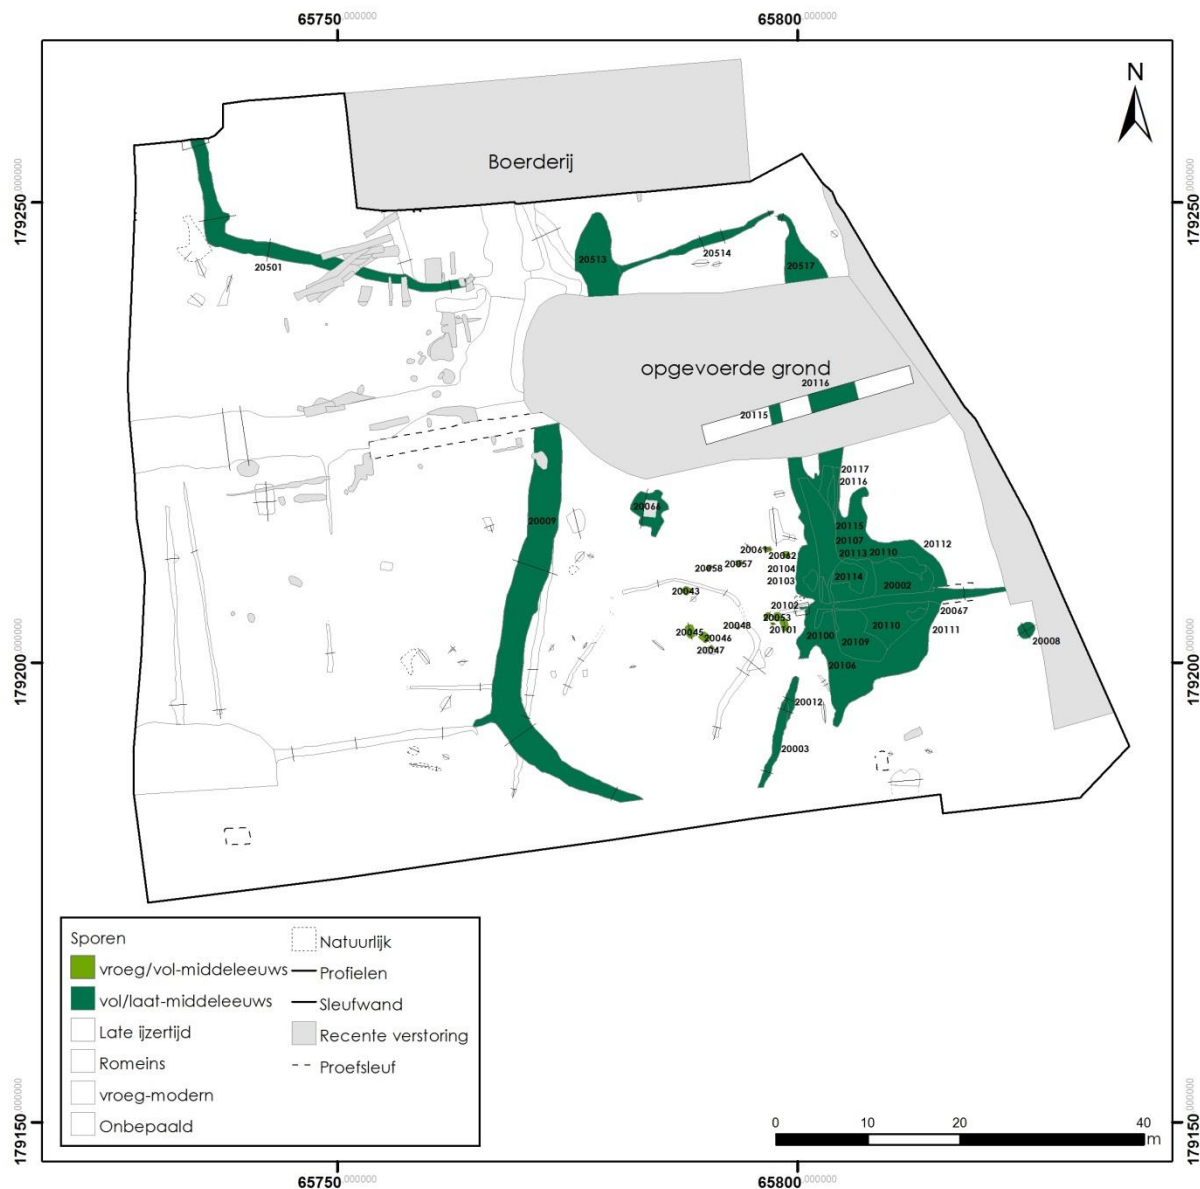 65750.000000
65800.000000
N
179250.000000
179250.000000
Boerderij
20501
20513
20514
20517
opgevoerde grond
20116
20115
20117
20116
20009
20066
20115
20107
20112
20061
20062
20113
20110
20058
20057
20104
20103
20114
20002
20043
20102
20053
20067
20045
20046
20048
20101
20100
20110
20111
20008
20047
20109
20106
179200.000000
179200.000000
20012
20003
Sporen
vroeg/vol-middeleeuws
vol/laat-middeleeuws
Late ijzertijd
Romeins
vroeg-modern
Onbepaald
Natuurlijk
Profielen
Sleufwand
Recente verstoring
Proefsleuf
0 10 20 40
m
179150.000000
179150.000000
65750.000000
65800.000000